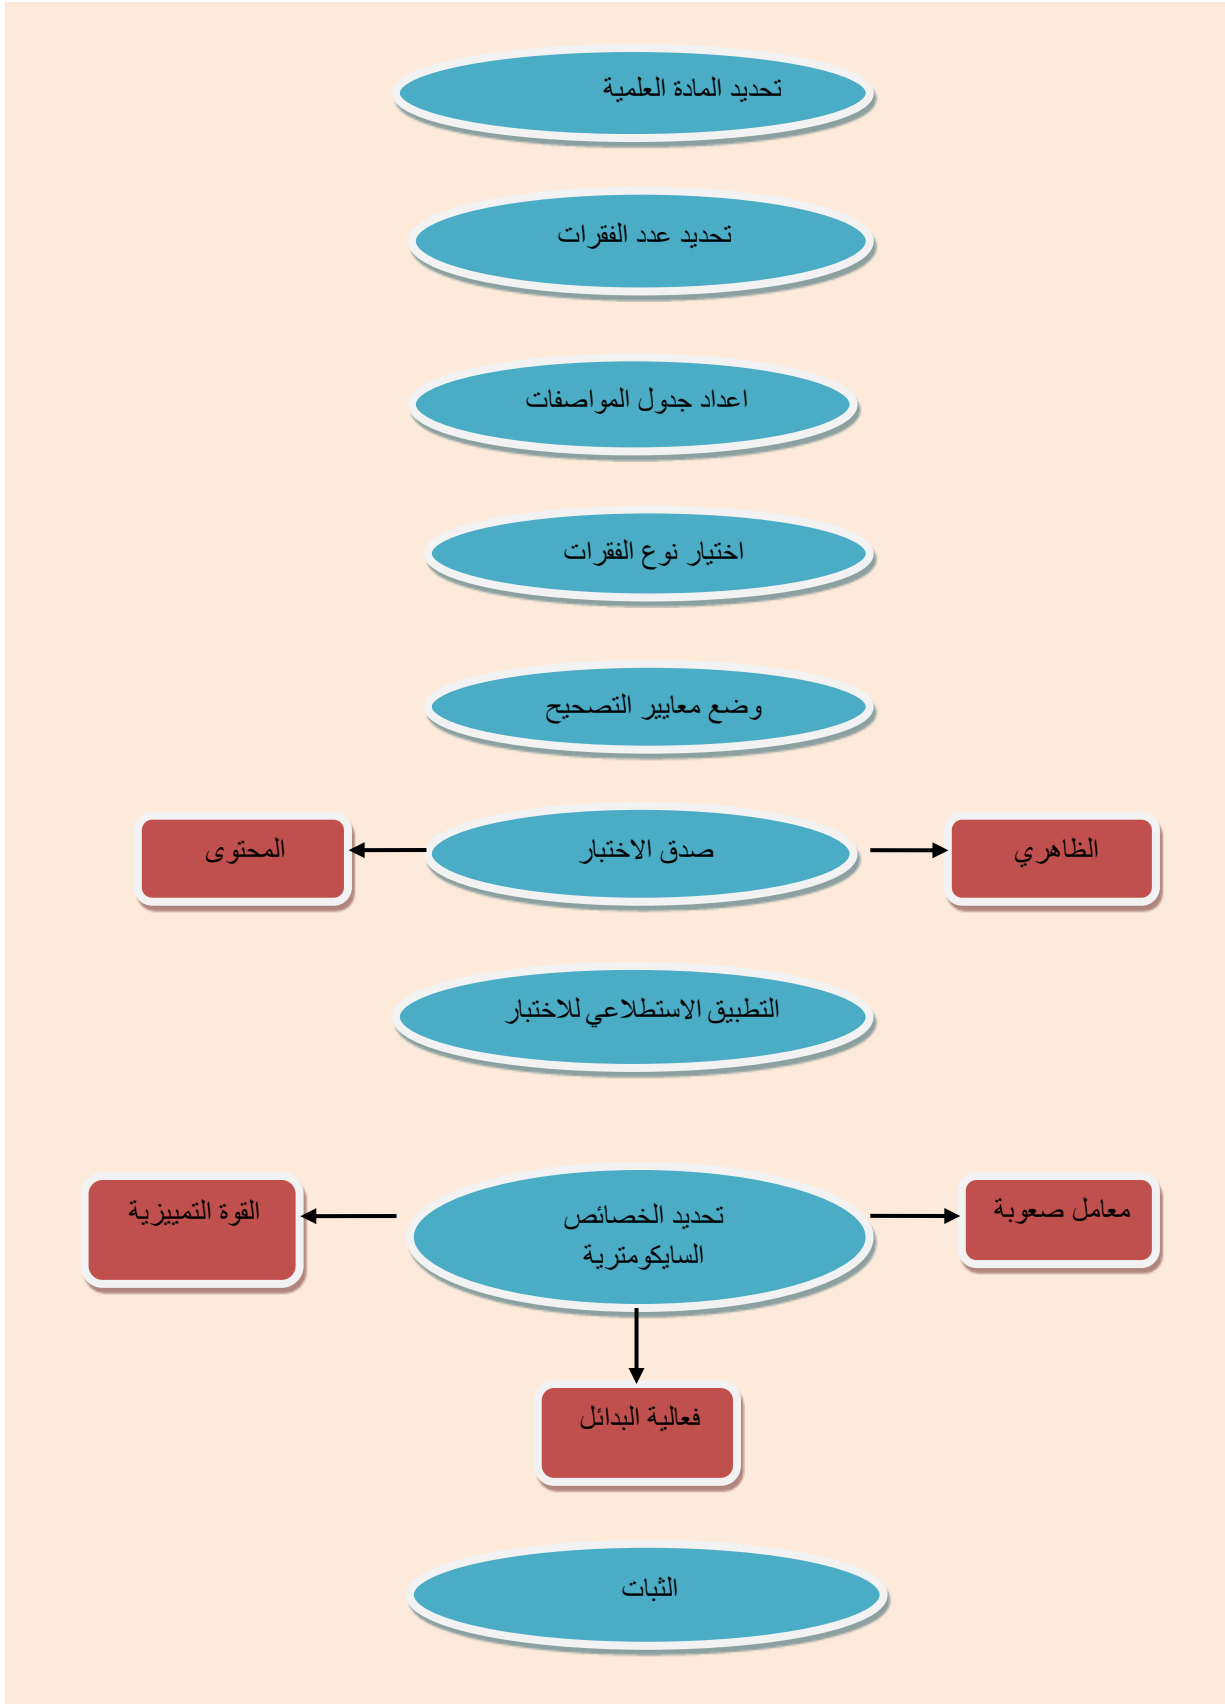 تحديد المادة العلمية
تحديد عدد الفقرات
اعداد جدول المواصفات
اختيار نوع الفقرات
وضع معايير التصحيح
الظاهري
صدق الاختبار
المحتوى
التطبيق الاستطلاعي للاختبار
معامل صعوبة
تحديد الخصائص
السايكومترية
القوة التمييزية
فعالية البدائل
الثبات